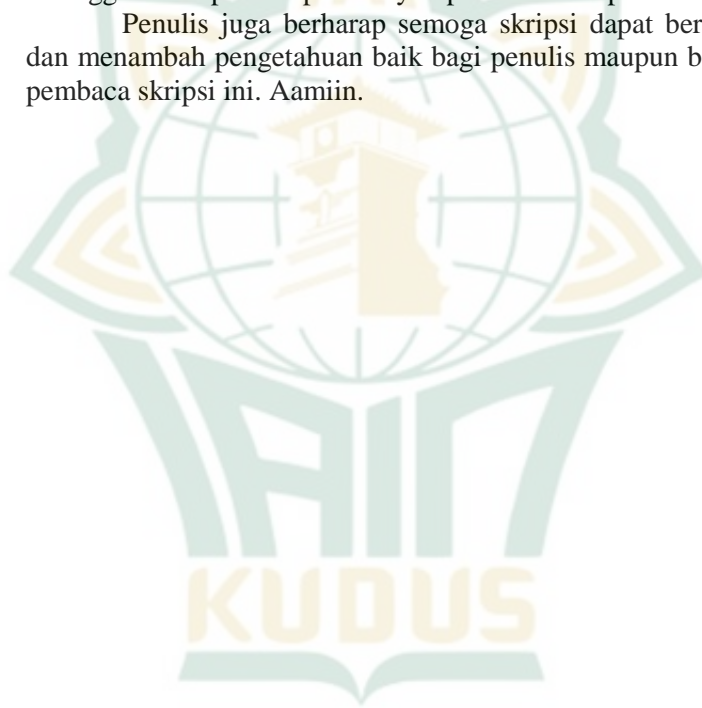 Penulis juga berharap semoga skripsi dapat ber
dan menambah pengetahuan baik bagi penulis maupun b
pembaca skripsi ini. Aamiin.
IAIN
KUDUS